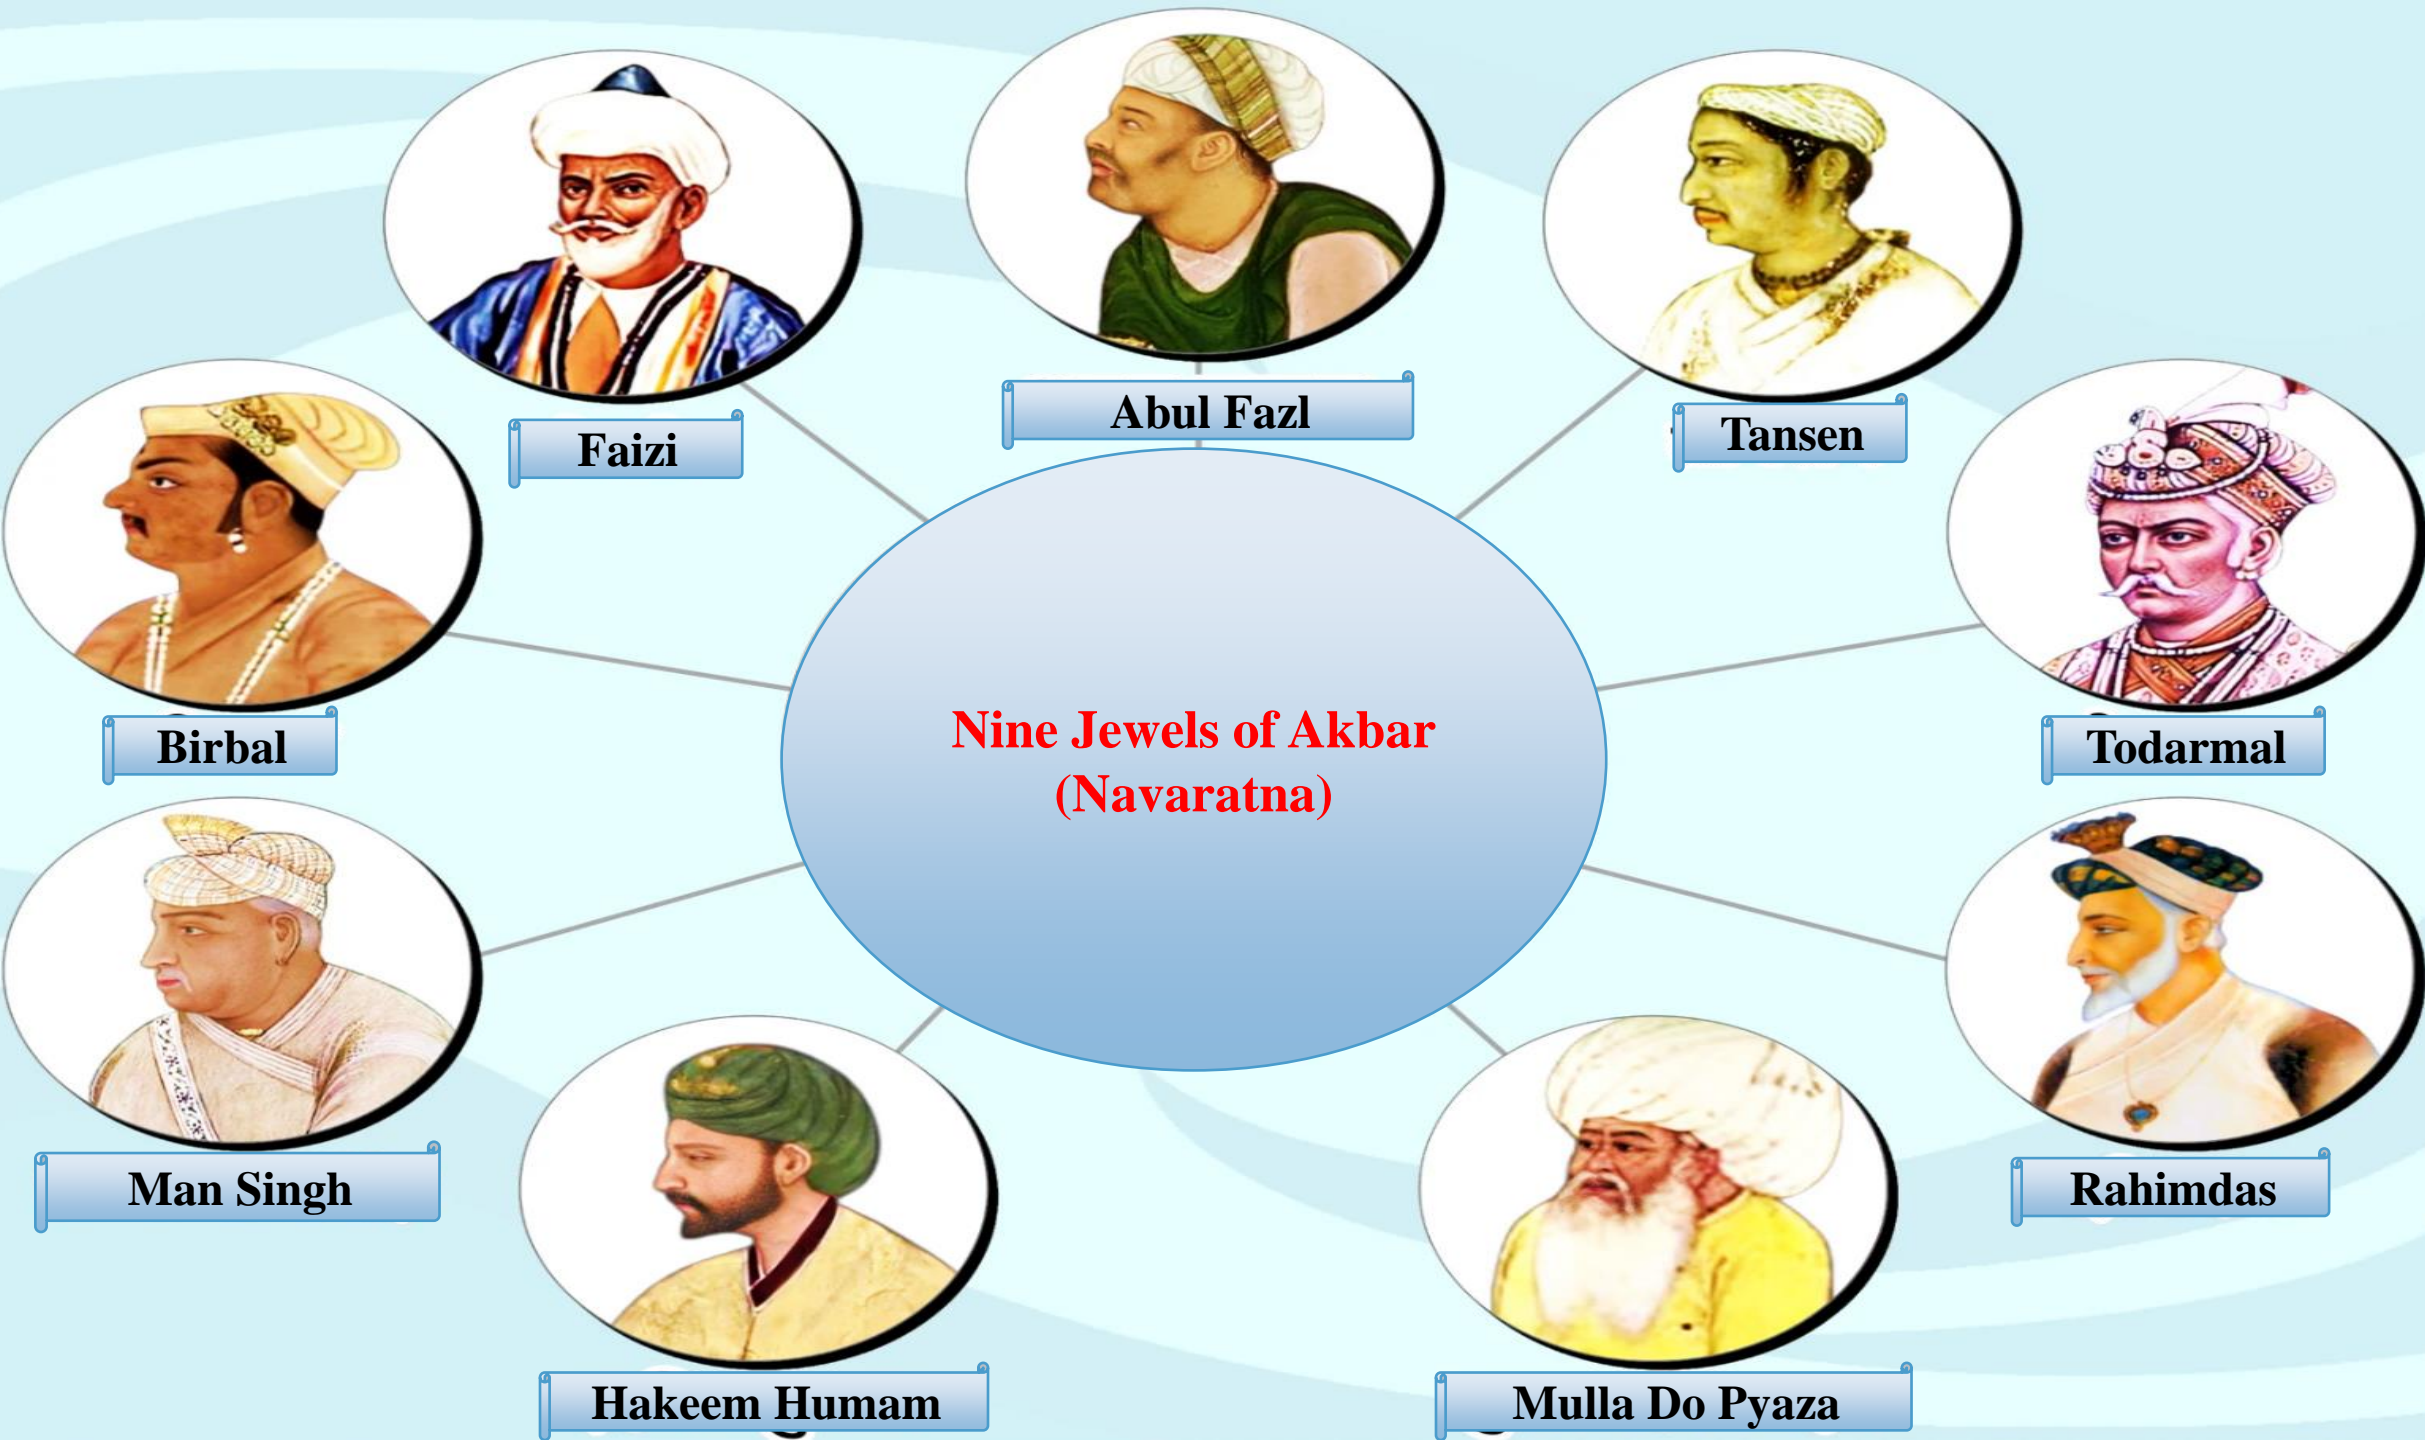 Abul Fazl
Faizi
Tansen
Birbal
Todarmal
Nine Jewels of Akbar
(Navaratna)
Man Singh
Rahimdas
Hakeem Humam
Mulla Do Pyaza